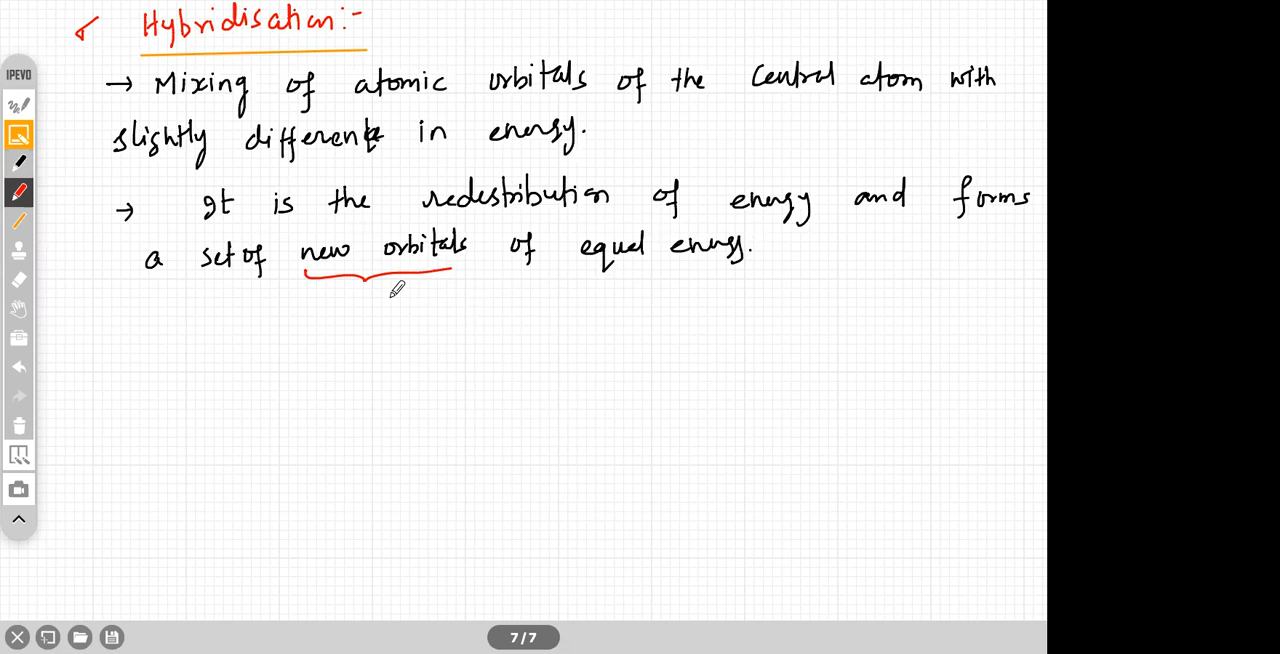 Hybridisation:-
IPEVO
→ Mixing of atomic orbitals of the Central atom with
slightly different in energy.
→ It is the redestribution of energy and forms
a set of new orbitals of equal energy.
7/7